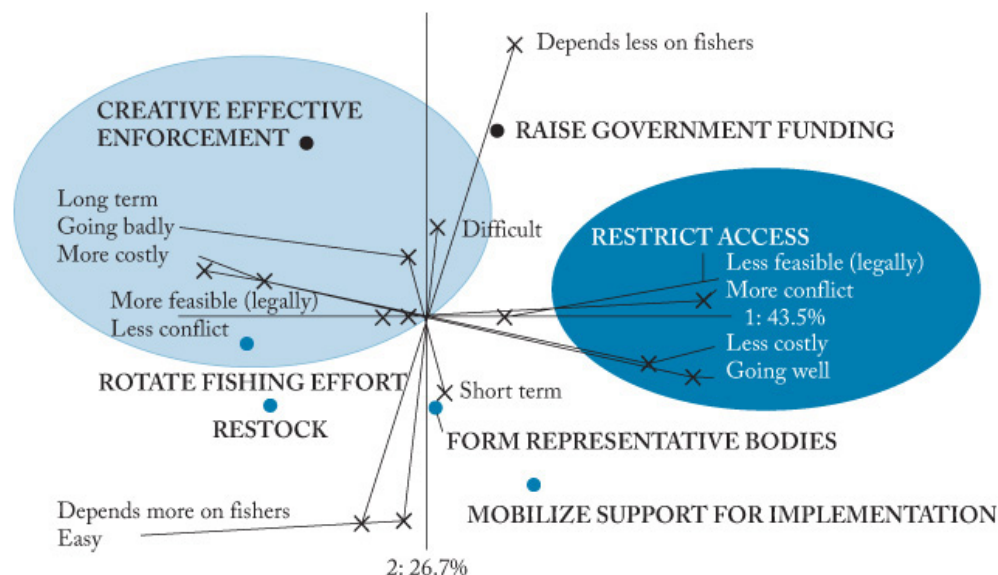 Depends less on fishers
CREATIVE EFFECTIVE
ENFORCEMENT
RAISE GOVERNMENT FUNDING
Long term
Going badly
More costly
Difficult
RESTRICT ACCESS
Less feasible (legally)
More conflict
1: 43.5%
Less costly
Going well
More feasible (legally)
Less conflict
ROTATE FISHING EFFORT
RESTOCK
Short term
FORM REPRESENTATIVE BODIES
MOBILIZE SUPPORT FOR IMPLEMENTATION
Depends more on fishers
Easy
2: 26.7%